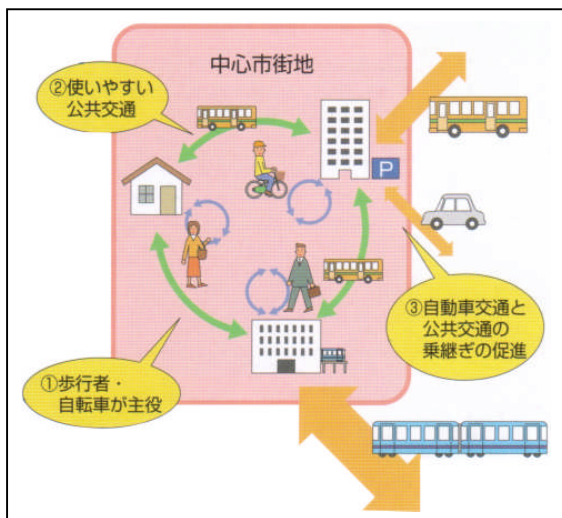 中心市街地
②使いやすい
公共交通
P
③自動車交通と
公共交通の
乗継ぎの促進
①歩行者・
自転車が主役